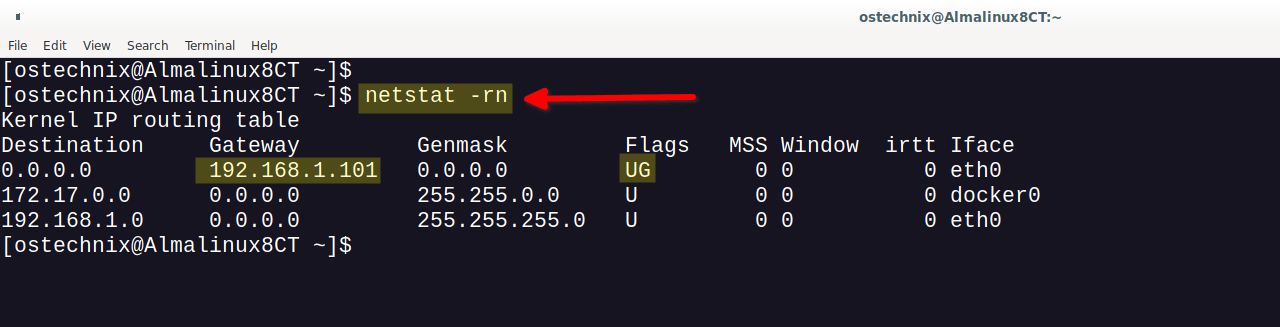 ostechnix@Almalinux8CT:~
File Edit View Search Terminal Help
[ostechnix@Almalinux8CT ~]$
[ostechnix@Almalinux8CT ~]$ netstat -rn
Kernel IP routing table
Destination     Gateway         Genmask         Flags   MSS Window  irtt Iface
0.0.0.0         192.168.1.101   0.0.0.0         UG        0 0          0 eth0
172.17.0.0      0.0.0.0         255.255.0.0     U         0 0          0 docker0
192.168.1.0     0.0.0.0         255.255.255.0   U         0 0          0 eth0
[ostechnix@Almalinux8CT ~]$